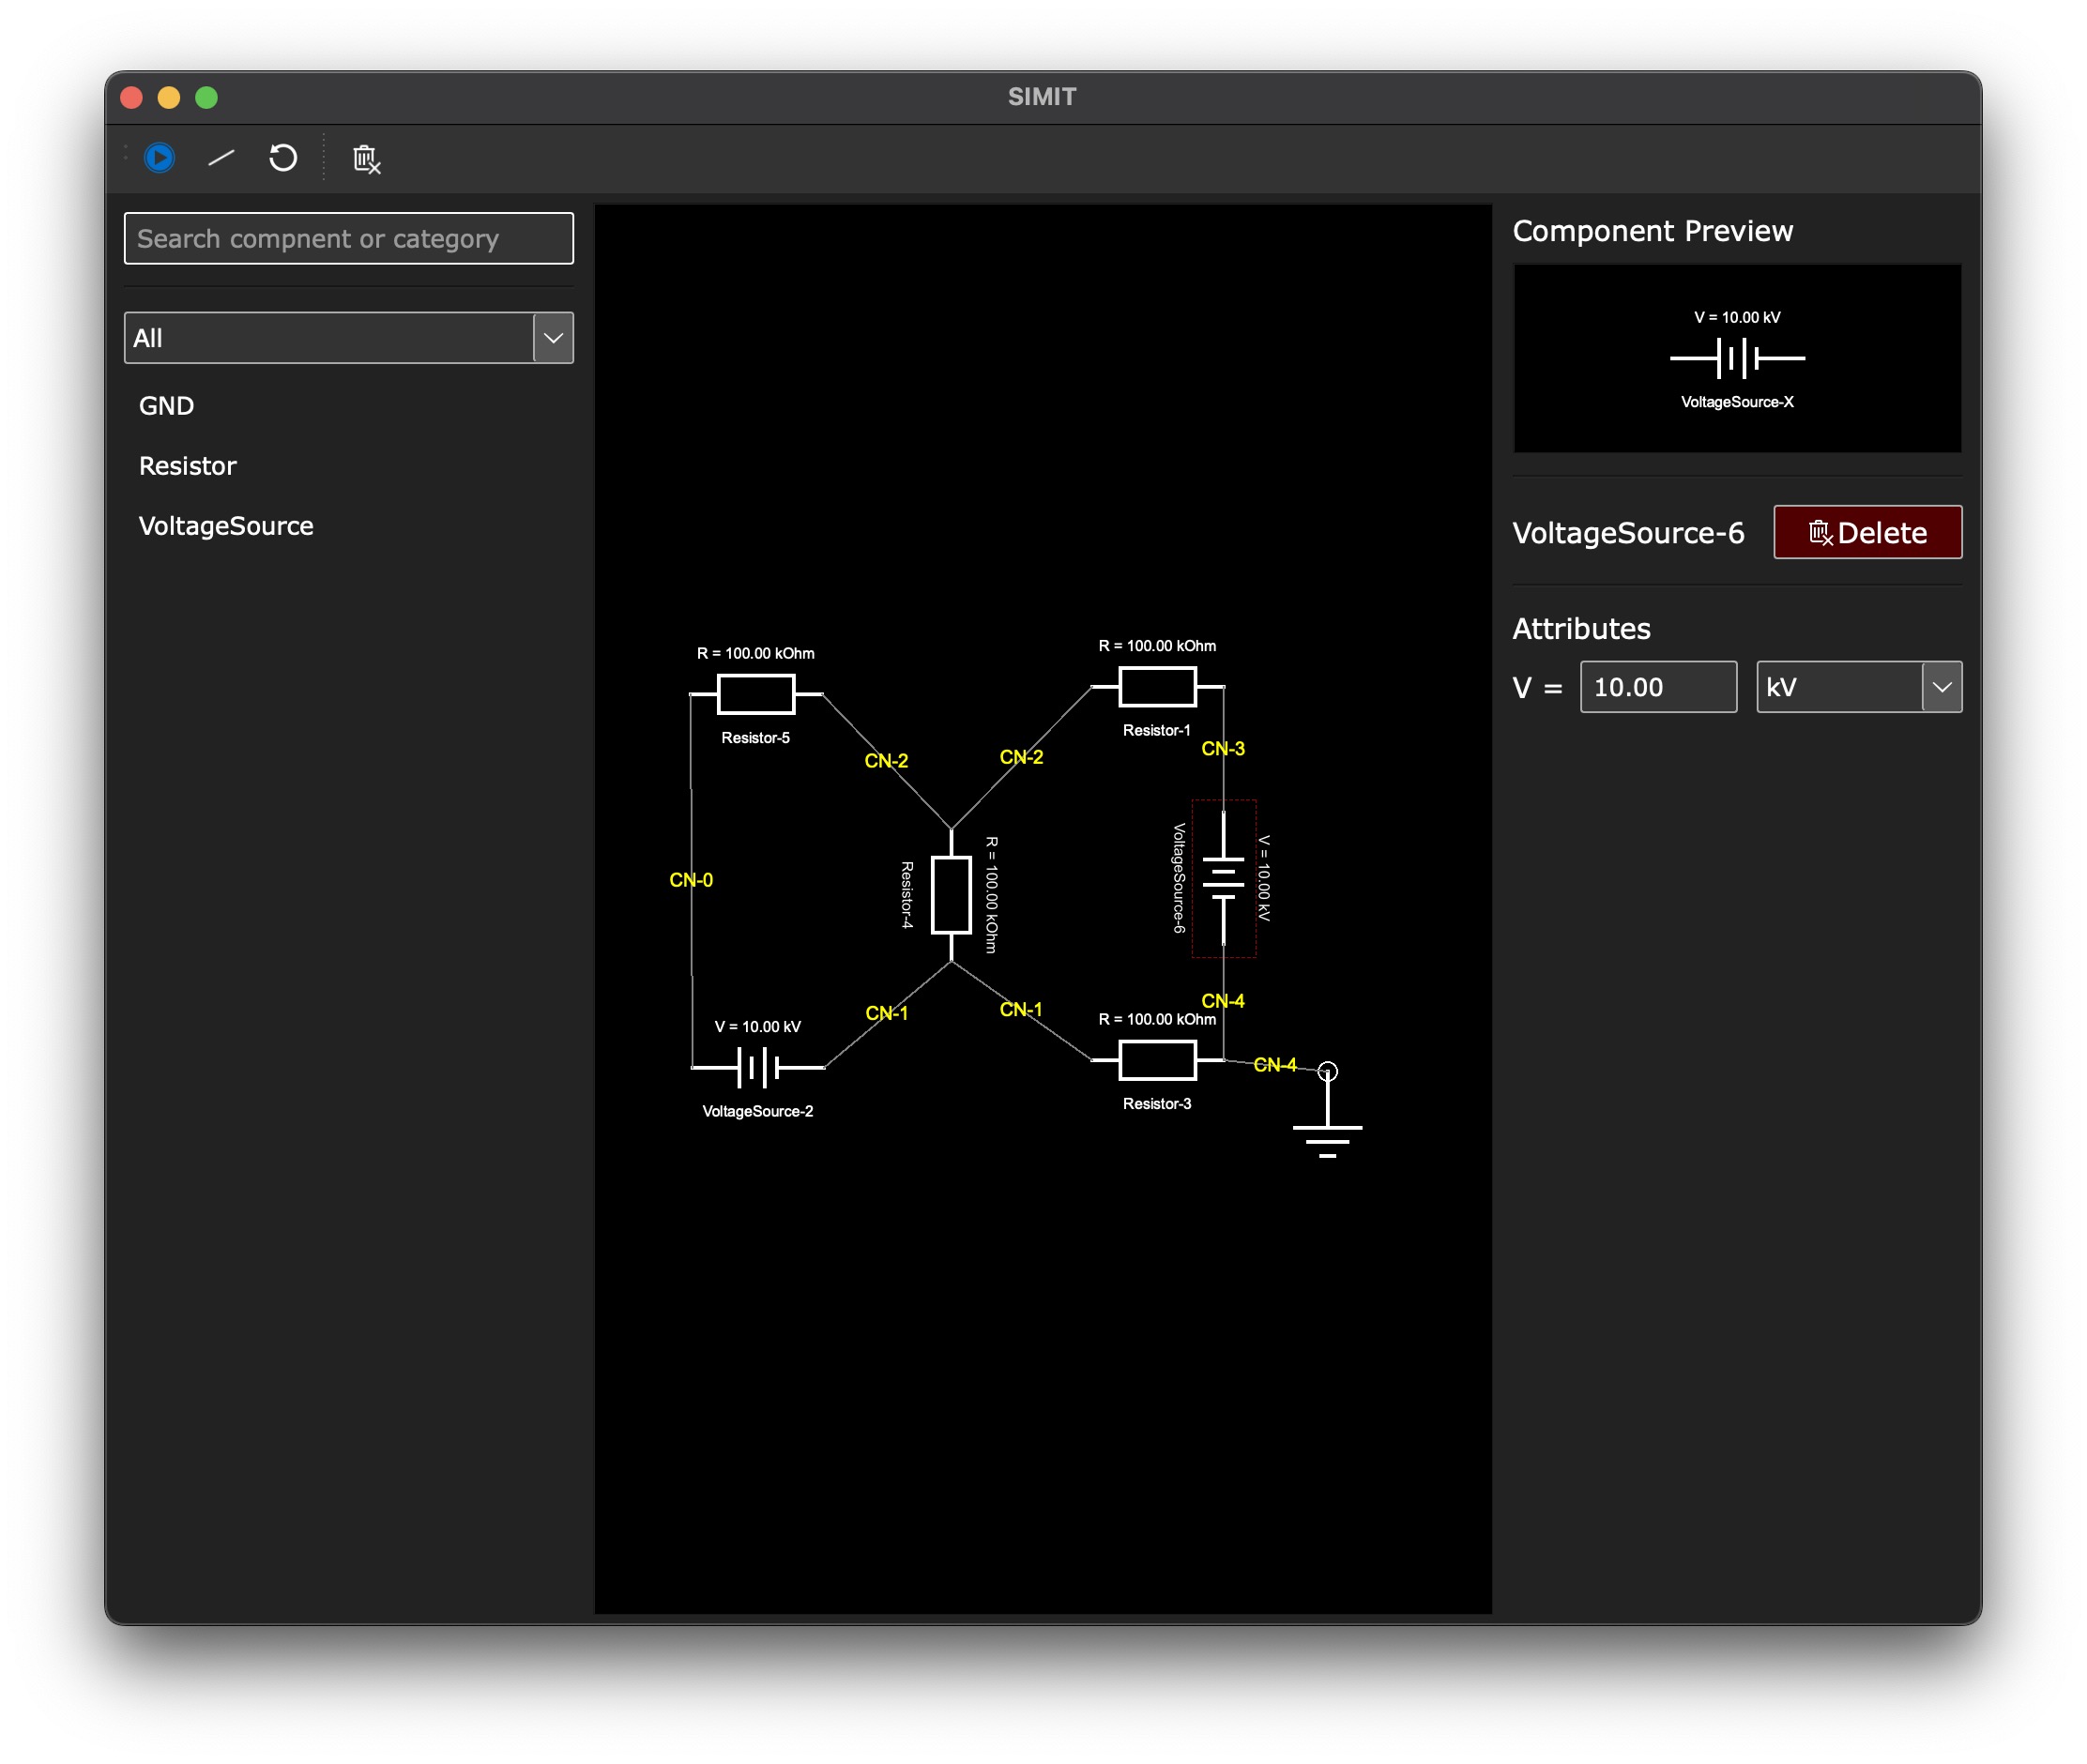 SIMIT
Search compnent or category
All
GND
Resistor
VoltageSource
R = 100.00 kOhm
Resistor-5
R = 100.00 kOhm
Resistor-1
CN-2
CN-2
CN-3
CN-0
Resistor-4
R = 100.00 kOhm
VoltageSource-6
V = 10.00 kV
CN-1
CN-1
CN-4
V = 10.00 kV
VoltageSource-2
R = 100.00 kOhm
Resistor-3
CN-4
Component Preview
V = 10.00 kV
VoltageSource-X
VoltageSource-6
Delete
Attributes
V = 10.00 kV